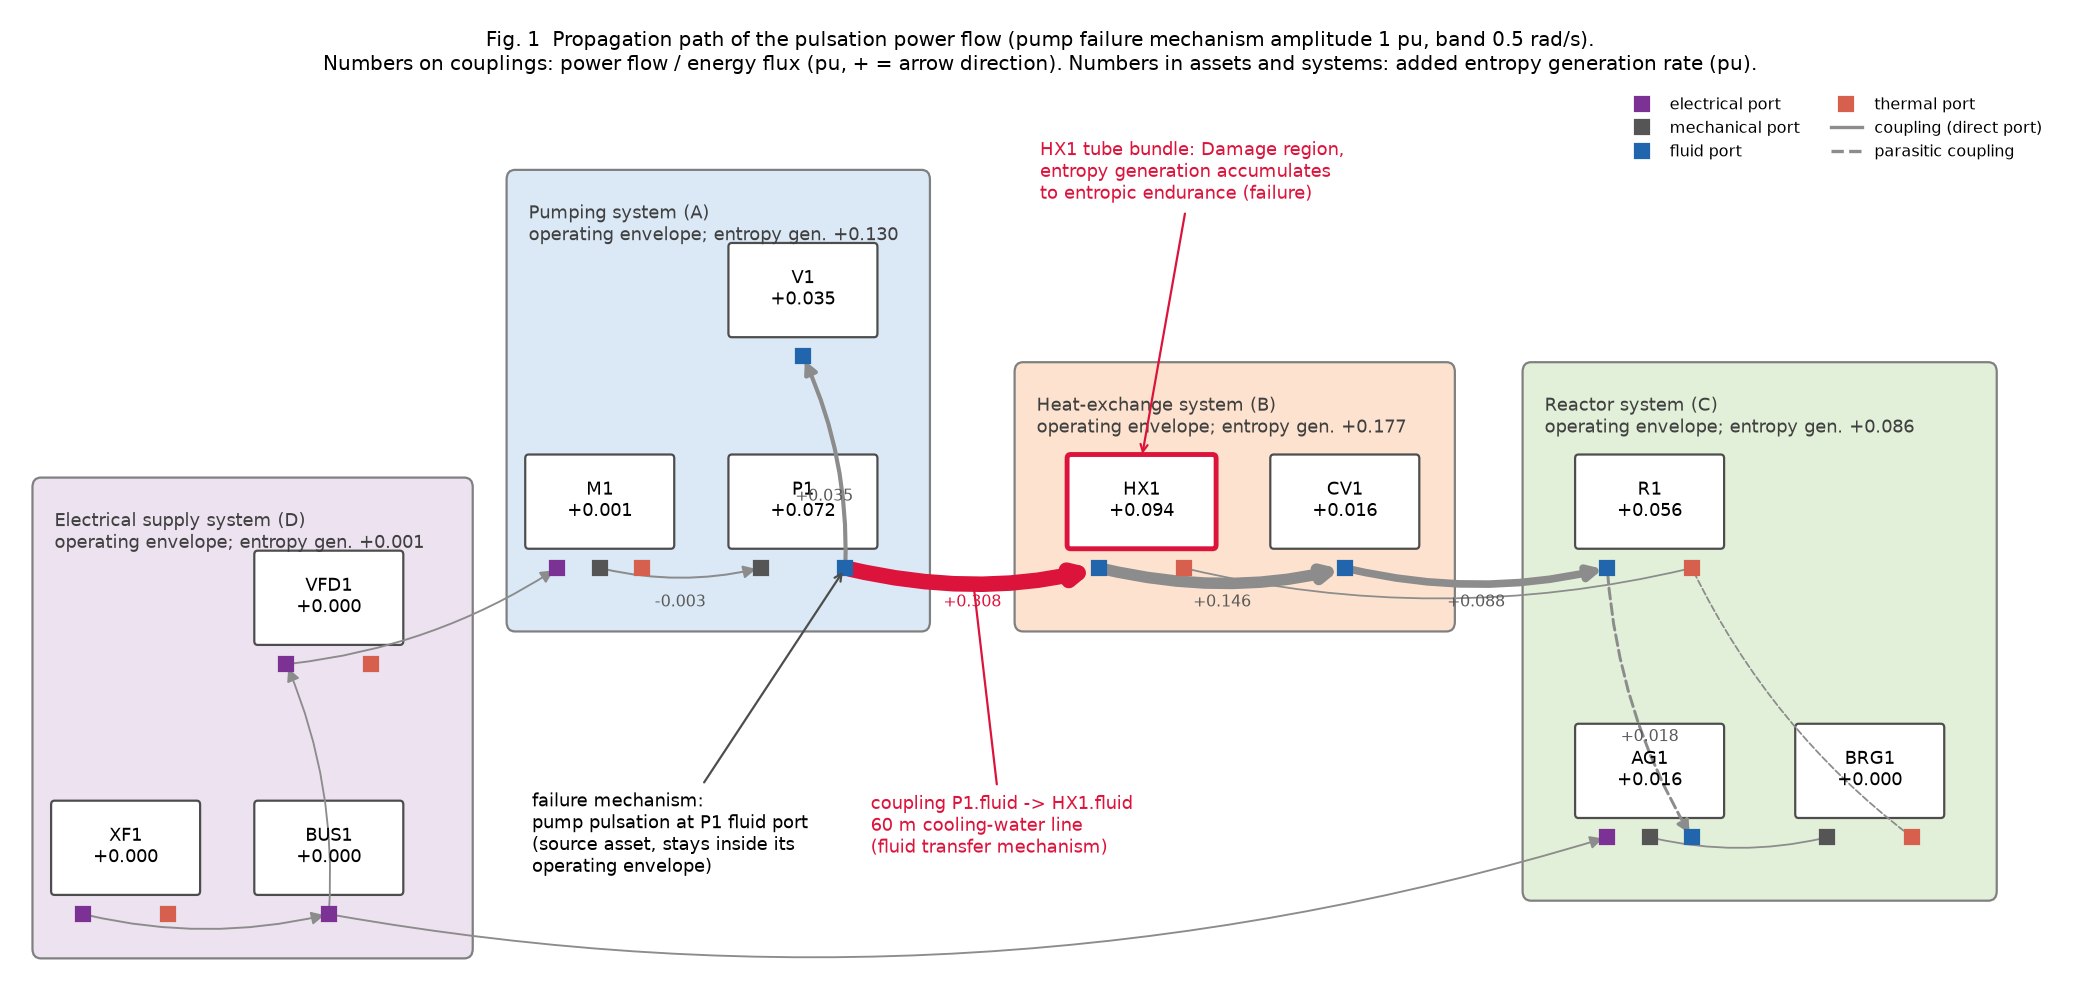 Fig. 1  Propagation path of the pulsation power flow (pump failure mechanism amplitude 1 pu, band 0.5 rad/s).
Numbers on couplings: power flow / energy flux (pu, + = arrow direction). Numbers in assets and systems: added entropy generation rate (pu).
electrical port
mechanical port
fluid port
thermal port
coupling (direct port)
parasitic coupling
HX1 tube bundle: Damage region,
entropy generation accumulates
to entropic endurance (failure)
Pumping system (A)
operating envelope; entropy gen. +0.130
V1
+0.035
M1
+0.001
P1
+0.072
+0.035
-0.003
+0.308
Heat-exchange system (B)
operating envelope; entropy gen. +0.177
HX1
+0.094
CV1
+0.016
+0.146
+0.088
Reactor system (C)
operating envelope; entropy gen. +0.086
R1
+0.056
+0.018
AG1
+0.016
BRG1
+0.000
Electrical supply system (D)
operating envelope; entropy gen. +0.001
VFD1
+0.000
XF1
+0.000
BUS1
+0.000
failure mechanism:
pump pulsation at P1 fluid port
(source asset, stays inside its
operating envelope)
coupling P1.fluid -> HX1.fluid
60 m cooling-water line
(fluid transfer mechanism)